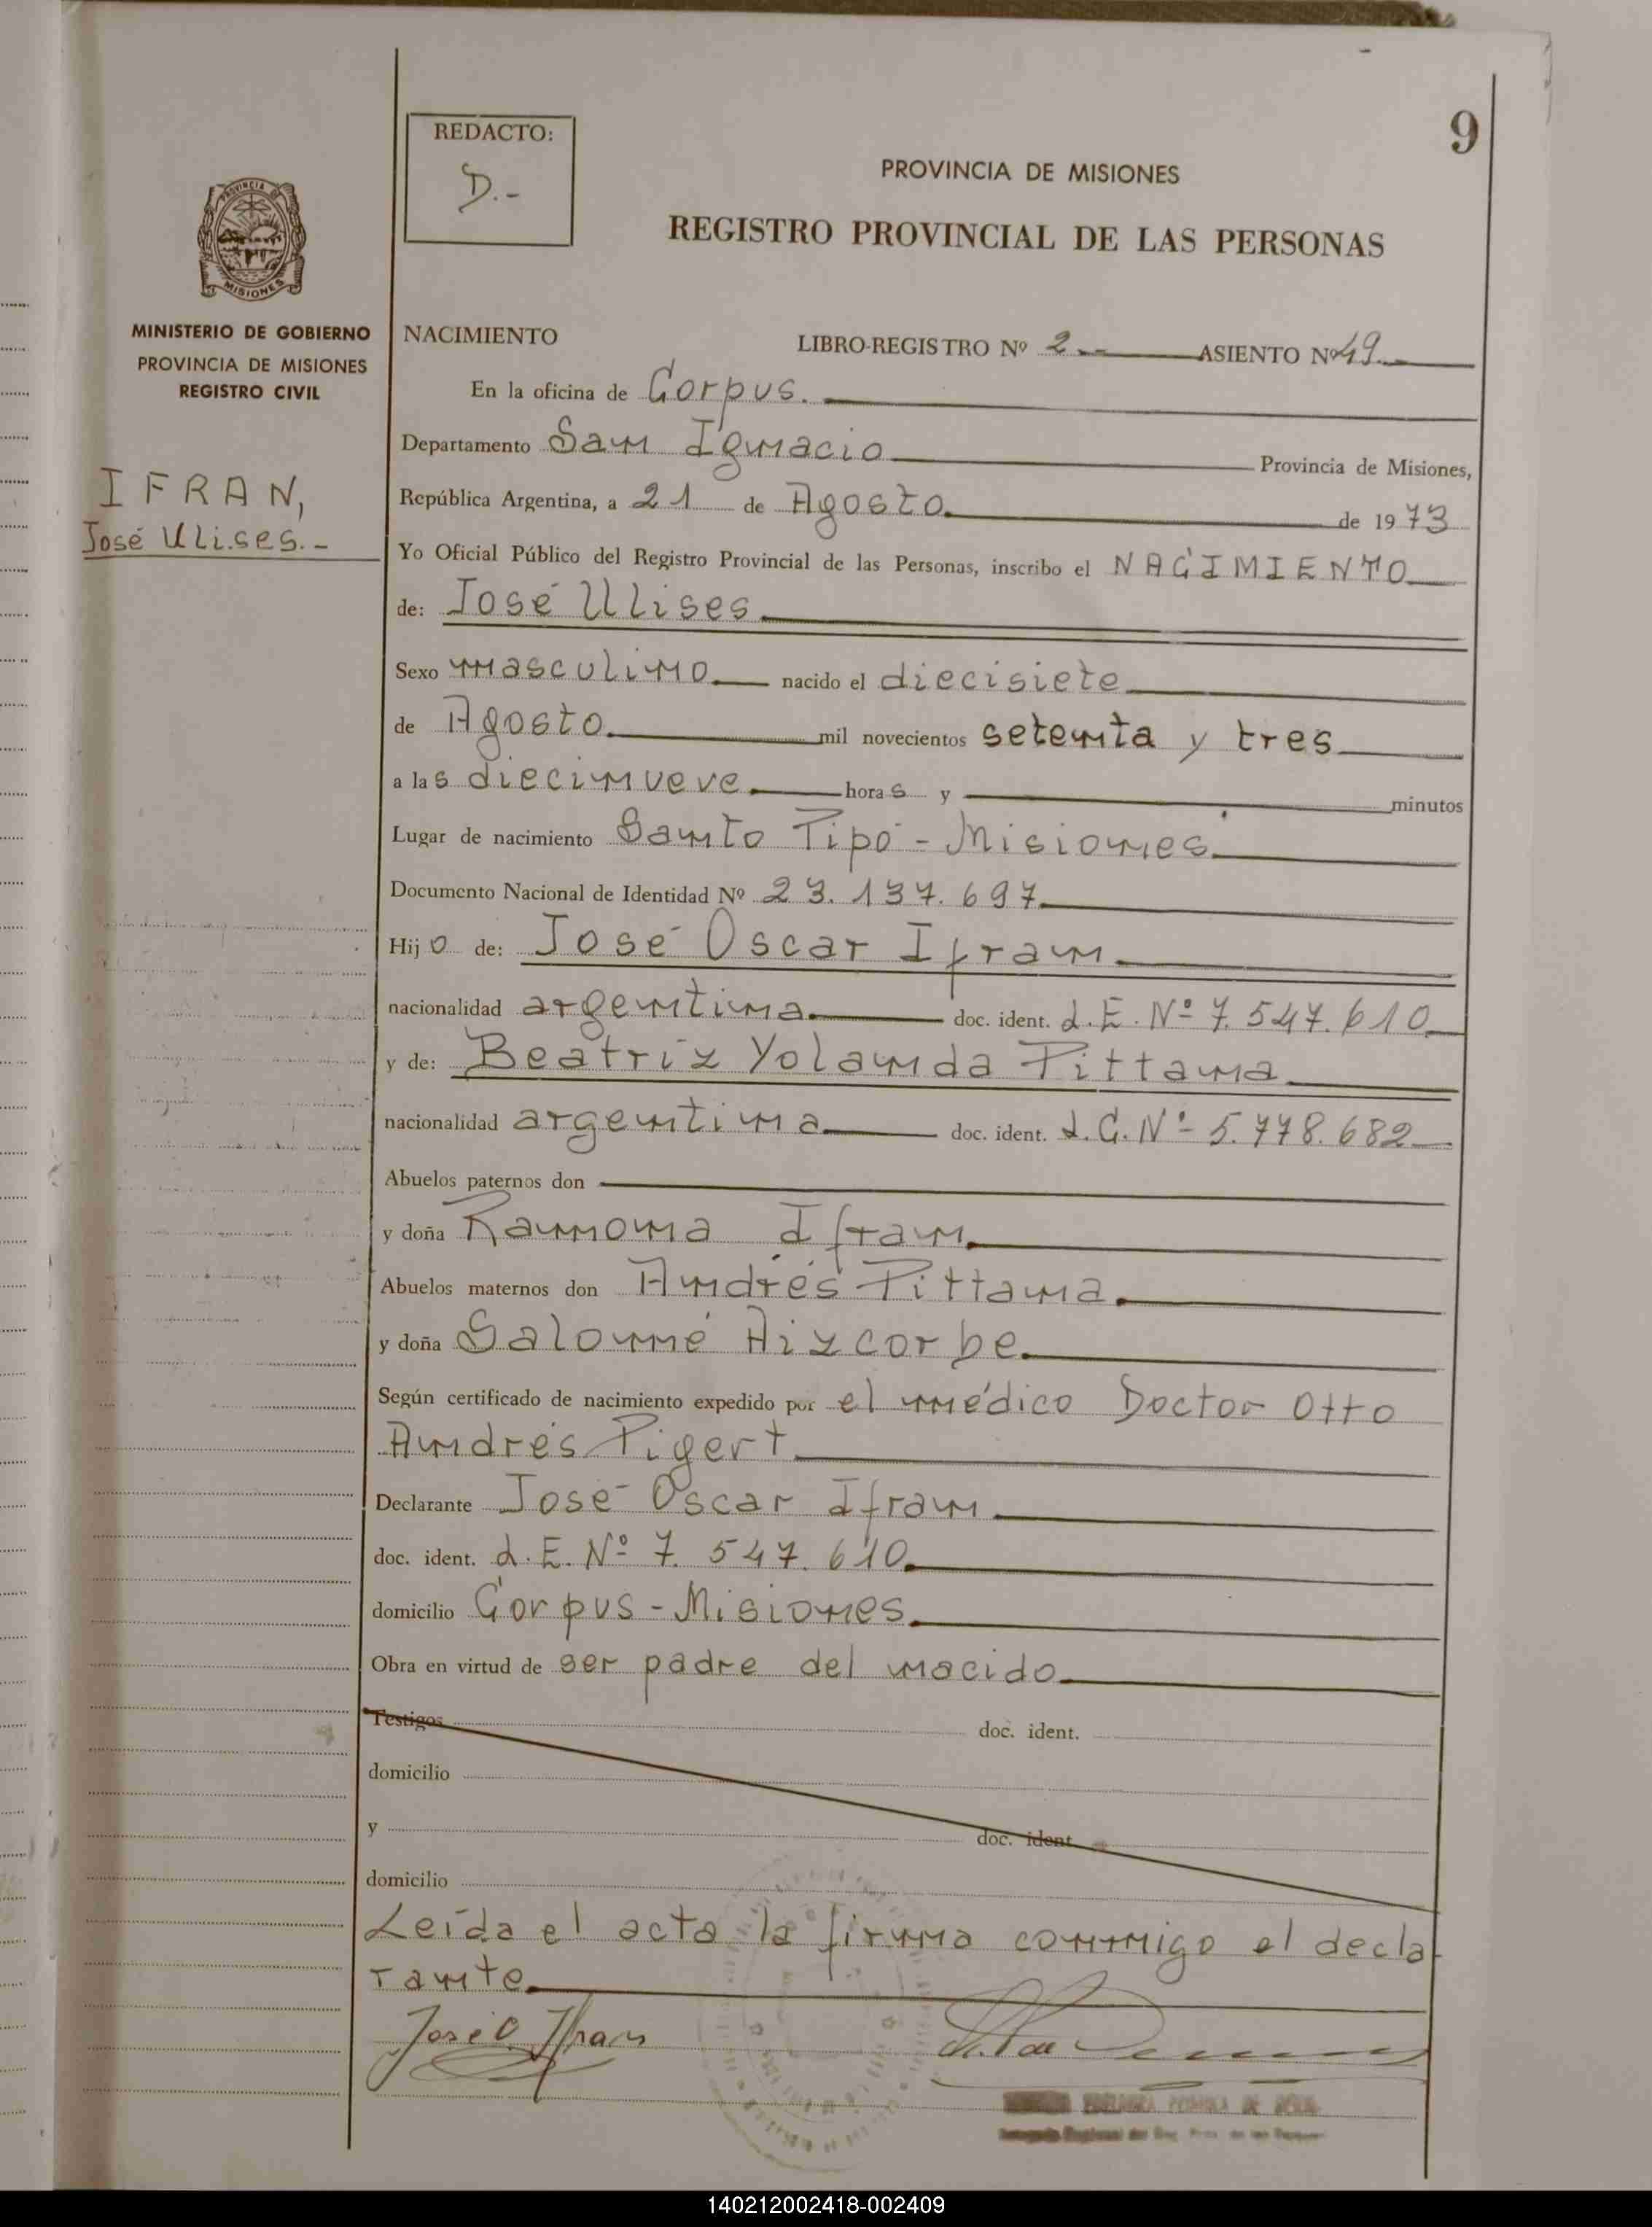 9
REDACTO:
D.-
PROVINCIA DE MISIONES
REGISTRO PROVINCIAL DE LAS PERSONAS
PROVINCIA DE
MISIONES
MINISTERIO DE GOBIERNO
PROVINCIA DE MISIONES
REGISTRO CIVIL
IFRAN,
José Ulises.-
NACIMIENTO LIBRO-REGISTRO Nº 2.- ASIENTO Nº 49.
En la oficina de Corpus.
Departamento San Ignacio Provincia de Misiones,
República Argentina, a 21 de Agosto. de 1973
Yo Oficial Público del Registro Provincial de las Personas, inscribo el NACIMIENTO
de: José Ulises
Sexo masculino. nacido el diecisiete
de Agosto. mil novecientos setenta y tres
a las diecinueve. horas y minutos
Lugar de nacimiento Santo Pipó - Misiones.
Documento Nacional de Identidad Nº 23.137.697.
Hijo de: José Oscar Ifran.
nacionalidad argentina. doc. ident. L.E. Nº 7.547.610
y de: Beatriz Yolanda Pittana
nacionalidad argentina. doc. ident. L.C. Nº 5.778.682
Abuelos paternos don
y doña Ramona Ifran.
Abuelos maternos don Andrés Pittana.
y doña Salomé Aizcorbe.
Según certificado de nacimiento expedido por el médico Doctor Otto
Andrés Pigert
Declarante José Oscar Ifran
doc. ident. L.E. Nº 7.547.610.
domicilio Corpus - Misiones.
Obra en virtud de ser padre del nacido
Testigos doc. ident.
domicilio
y doc. ident.
domicilio
Leída el acta la firma conmigo el decla
rante.
José O. Ifran
140212002418-002409